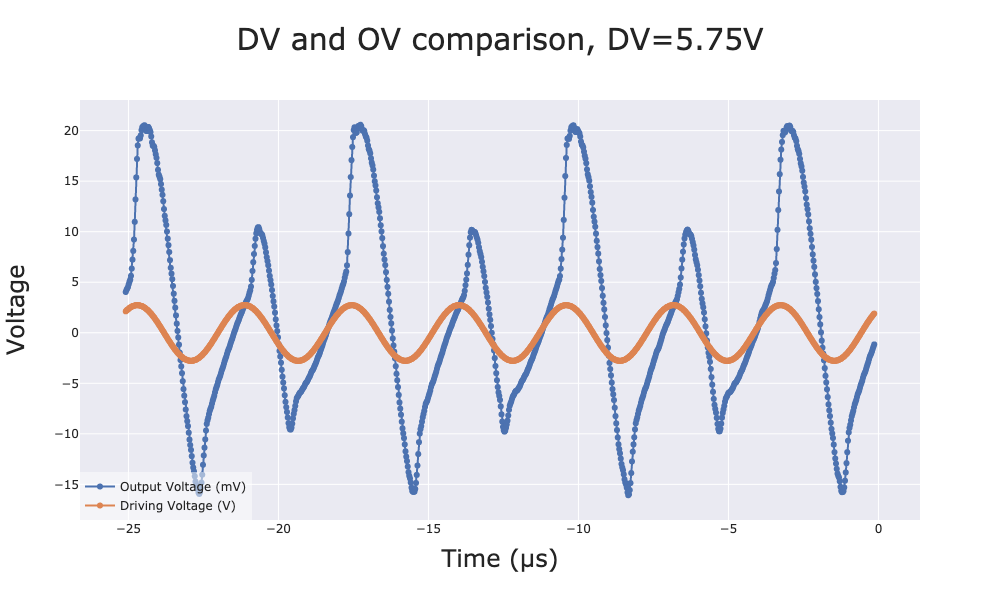 DV and OV comparison, DV=5.75V
Voltage
20
15
10
5
0
−5
−10
−15
Output Voltage (mV)
Driving Voltage (V)
−25
−20
−15
−10
−5
0
Time (μs)